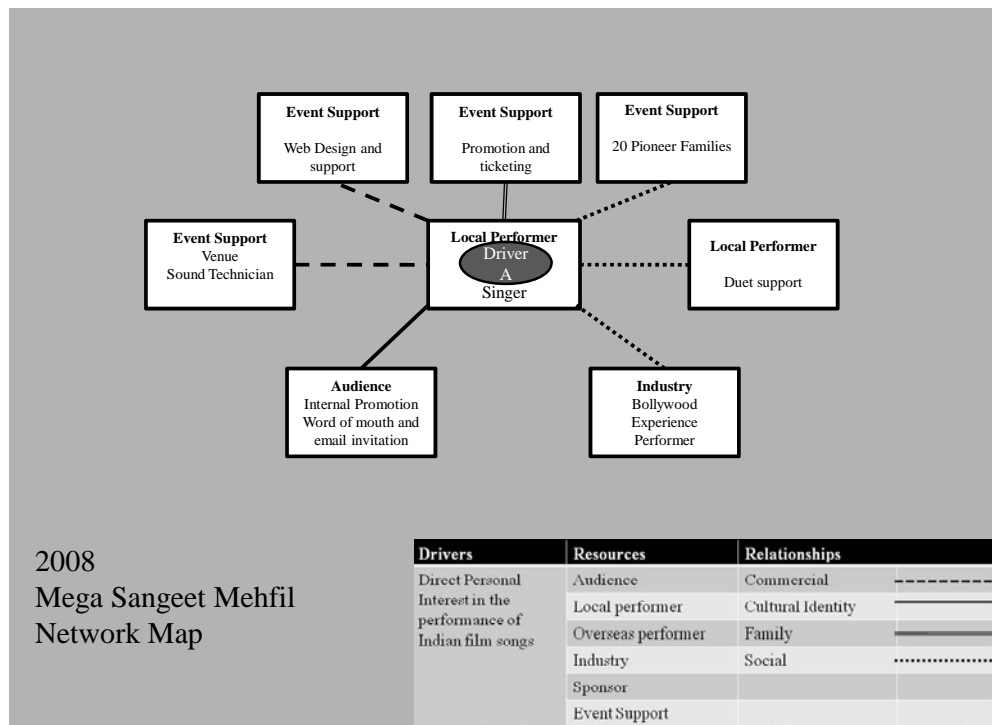 Event Support
Web Design and
support
Event Support
Promotion and
ticketing
Event Support
20 Pioneer Families
Event Support
Venue
Sound Technician
Local Performer
Driver
A
Singer
Local Performer
Duet support
Audience
Internal Promotion
Word of mouth and
email invitation
Industry
Bollywood
Experience
Performer
2008
Mega Sangeet Mehfil
Network Map
Drivers Resources Relationships
Direct Personal
Interest in the
performance of
Indian film songs
Audience Commercial
Local performer Cultural Identity
Overseas performer Family
Industry Social
Sponsor
Event Support